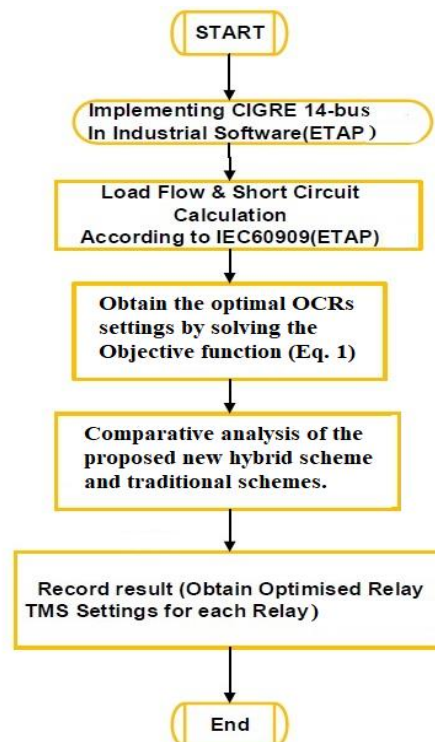 START
Implementing CIGRE 14-bus
In Industrial Software(ETAP )
Load Flow & Short Circuit
Calculation
According to IEC60909(ETAP)
Obtain the optimal OCRs
settings by solving the
Objective function (Eq. 1)
Comparative analysis of the
proposed new hybrid scheme
and traditional schemes.
Record result (Obtain Optimised Relay
TMS Settings for each Relay)
End